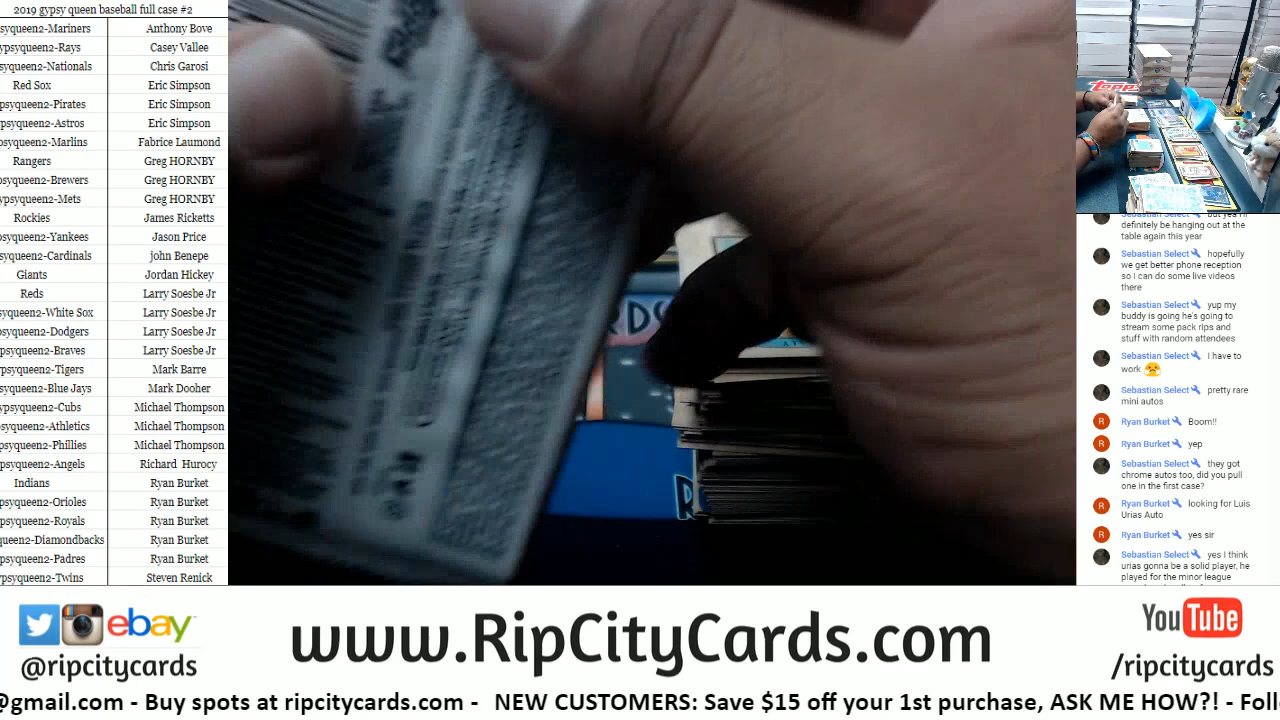 2019 gypsy queen baseball full case #2
syqueen2-Mariners Anthony Bove
ypsyqueen2-Rays Casey Vallee
psyqueen2-Nationals Chris Garosi
Red Sox Eric Simpson
psyqueen2-Pirates Eric Simpson
psyqueen2-Astros Eric Simpson
psyqueen2-Marlins Fabrice Laumond
Rangers Greg HORNBY
psyqueen2-Brewers Greg HORNBY
psyqueen2-Mets Greg HORNBY
Rockies James Ricketts
psyqueen2-Yankees Jason Price
psyqueen2-Cardinals john Benepe
Giants Jordan Hickey
Reds Larry Soesbe Jr
syqueen2-White Sox Larry Soesbe Jr
psyqueen2-Dodgers Larry Soesbe Jr
psyqueen2-Braves Larry Soesbe Jr
psyqueen2-Tigers Mark Barre
syqueen2-Blue Jays Mark Dooher
ypsyqueen2-Cubs Michael Thompson
psyqueen2-Athletics Michael Thompson
psyqueen2-Phillies Michael Thompson
psyqueen2-Angels Richard Hurocy
Indians Ryan Burket
psyqueen2-Orioles Ryan Burket
psyqueen2-Royals Ryan Burket
queen2-Diamondbacks Ryan Burket
psyqueen2-Padres Ryan Burket
ypsyqueen2-Twins Steven Renick
topps
Sebastian Select but yea i'll
definitely be hanging out at the
table again this year
Sebastian Select hopefully
we get better phone reception
so I can do some live videos
there
Sebastian Select yup my
buddy is going he's going to
stream some pack rips and
stuff with random attendees
Sebastian Select I have to
work
Sebastian Select pretty rare
mini autos
R Ryan Burket Boom!!
R Ryan Burket yep
Sebastian Select they got
chrome autos too, did you pull
one in the first case?
R Ryan Burket looking for Luis
Urias Auto
R Ryan Burket yes sir
Sebastian Select yes I think
urias gonna be a solid player, he
played for the minor league
ebay
@ripcitycards
www.RipCityCards.com
YouTube
/ripcitycards
@gmail.com - Buy spots at ripcitycards.com - NEW CUSTOMERS: Save $15 off your 1st purchase, ASK ME HOW?! - Foll